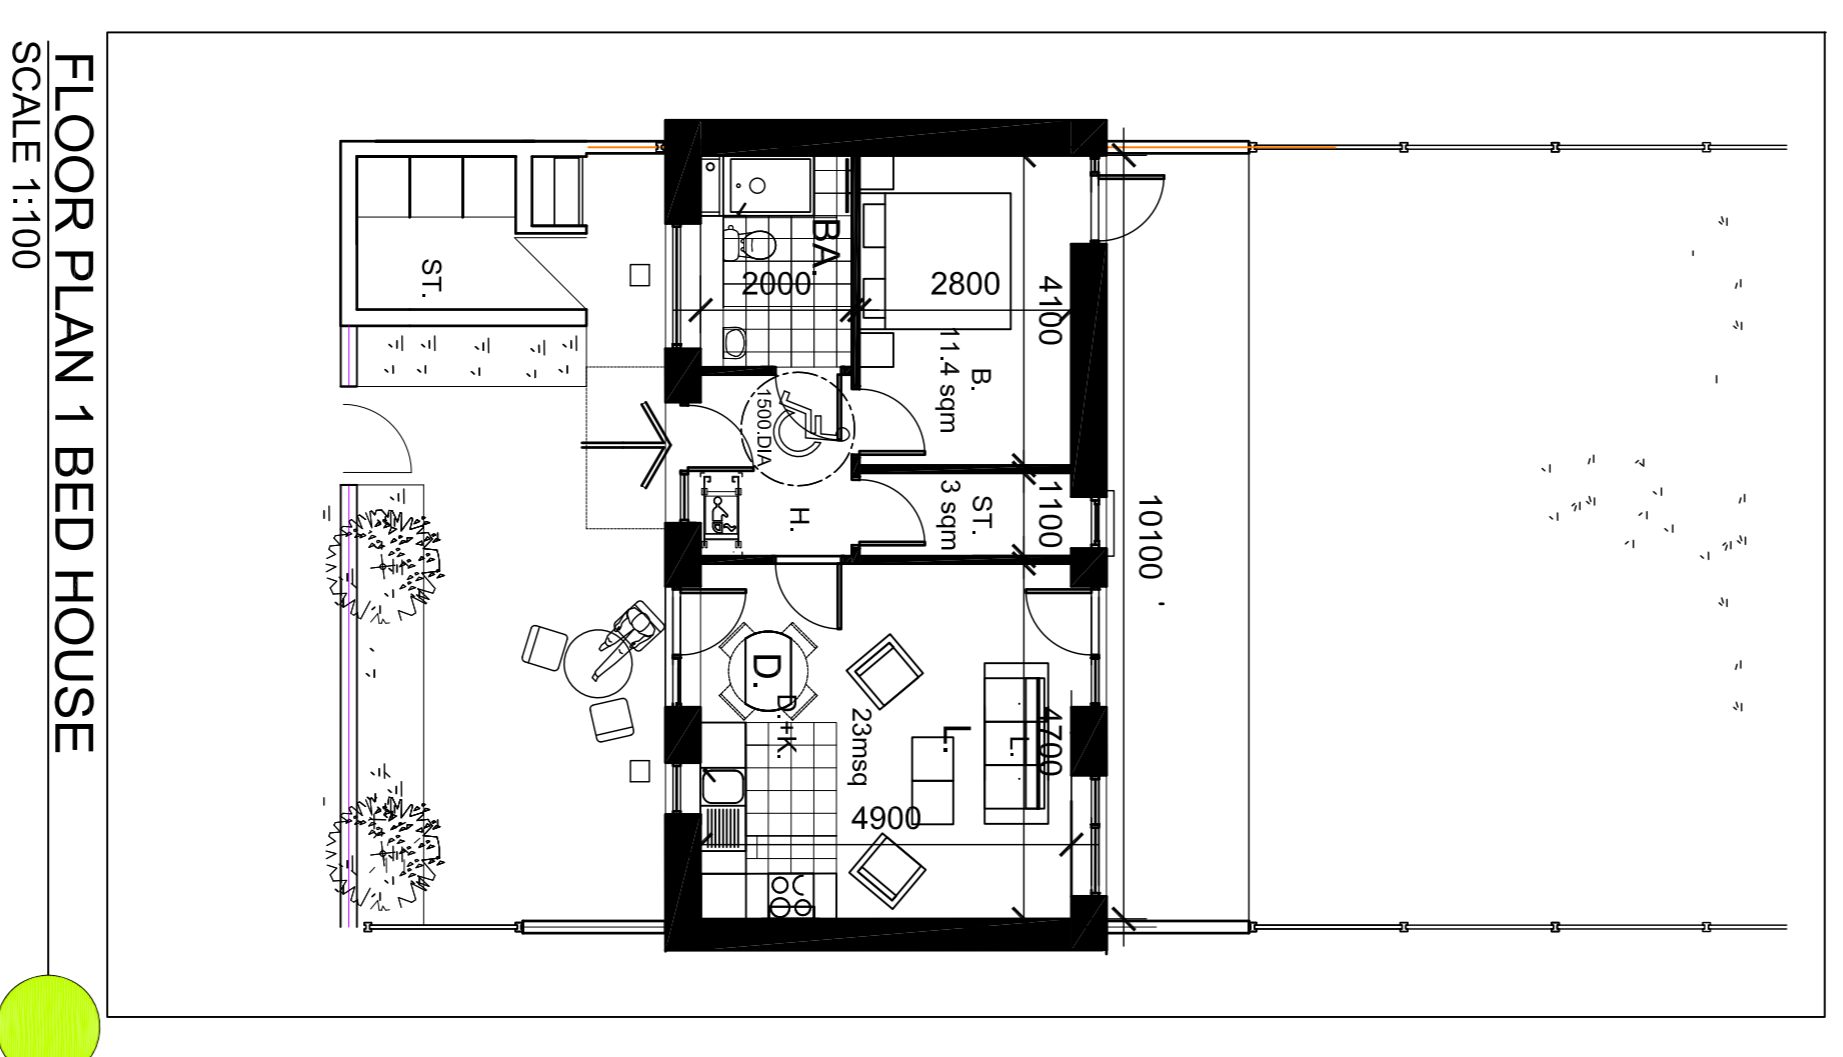 FLOOR PLAN 1 BED HOUSE
SCALE 1:100
ST.
BA.
2000
2800
4100
B.
11.4 sqm
1500.DIA
H.
ST.
3 sqm
1100
10100
D.
D.+K.
23msq
L.
L.
4700
4900